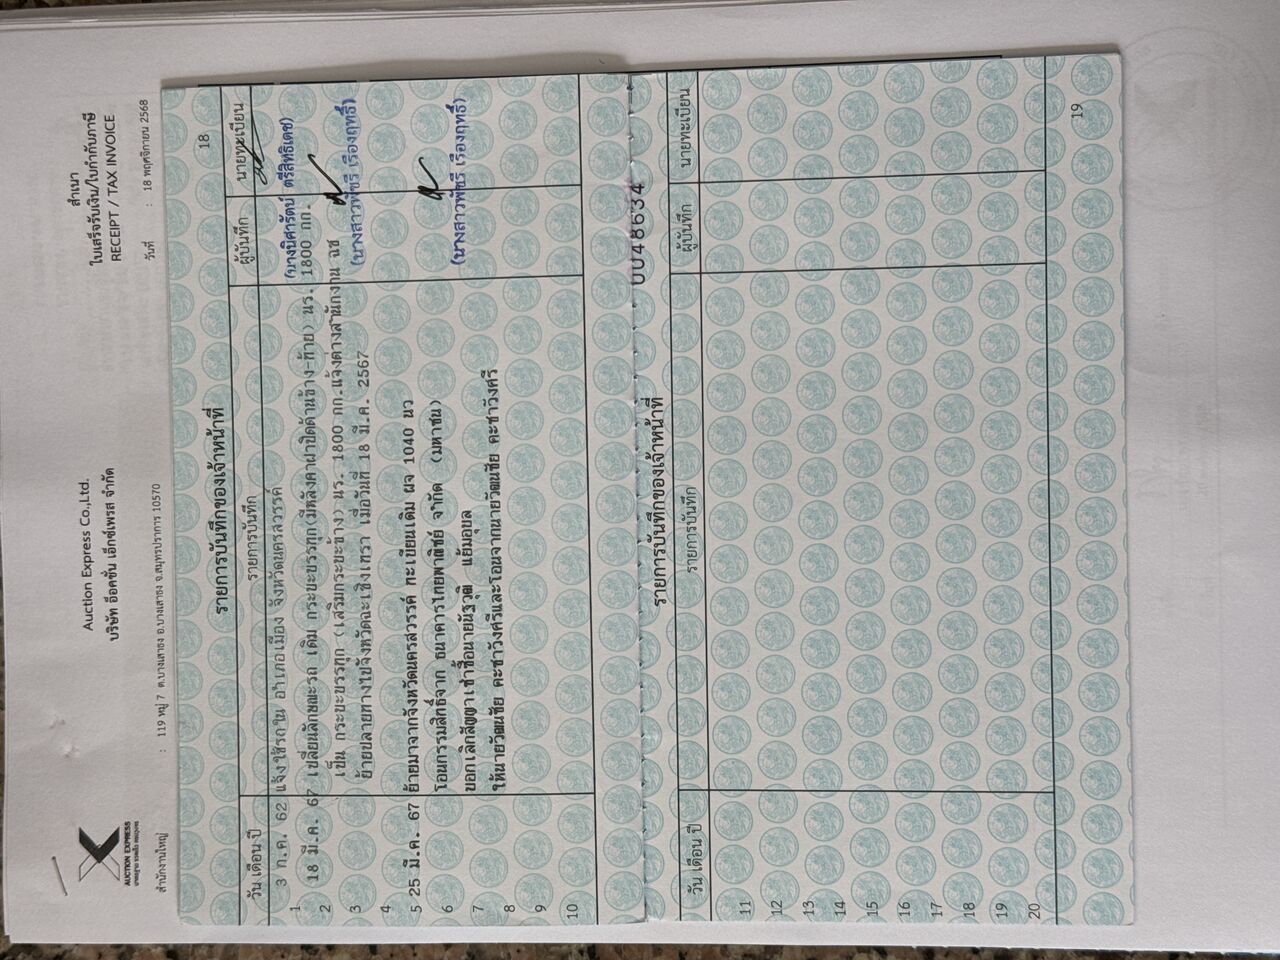 สำเนา
ใบเสร็จรับเงิน/ใบกำกับภาษี
RECEIPT / TAX INVOICE
Auction Express Co.,Ltd.
บริษัท อ๊อคชั่น เอ็กซ์เพรส จำกัด
AUCTION EXPRESS
วันที่ : 18 พฤศจิกายน 2568
สำนักงานใหญ่ : 119 หมู่ 7 ต.บางเสาธง อ.บางเสาธง จ.สมุทรปราการ 10570
18
รายการบันทึกของเจ้าหน้าที่
วัน เดือน ปี รายการบันทึก ผู้บันทึก นายทะเบียน
1 3 ก.ค. 62 แจ้งใช้รถใน อำเภอเมือง จังหวัดนครสวรรค์ (นางนิศารัตน์ ตรีสิทธิเดช)
2 18 มี.ค. 67 เปลี่ยนลักษณะรถ เดิม กระบะบรรทุก(มีหลังคาฝาปิดด้านข้าง-ท้าย) นร. 1800 กก.
3 เป็น กระบะบรรทุก (เสริมกระบะข้าง) นร. 1800 กก.แจ้งต่างสำนักงาน ฉช
ย้ายปลายทางไปจังหวัดฉะเชิงเทรา เมื่อวันที่ 18 มี.ค. 2567 (นางสาวพัชรี เรืองฤทธิ์)
4
5 25 มี.ค. 67 ย้ายมาจากจังหวัดนครสวรรค์ ทะเบียนเดิม ผจ 1040 นว
6 โอนกรรมสิทธิ์จาก ธนาคารไทยพาณิชย์ จำกัด (มหาชน)
7 บอกเลิกสัญญาเช่าซื้อนายนัฐวุฒิ แย้มอุบล (นางสาวพัชรี เรืองฤทธิ์)
8 ให้นายวัฒนชัย คะชาวังศรีและโอนจากนายวัฒนชัย คะชาวังศรี
9
10
0048634
รายการบันทึกของเจ้าหน้าที่
วัน เดือน ปี รายการบันทึก ผู้บันทึก นายทะเบียน
11
12
13
14
15
16
17
18
19
20
19